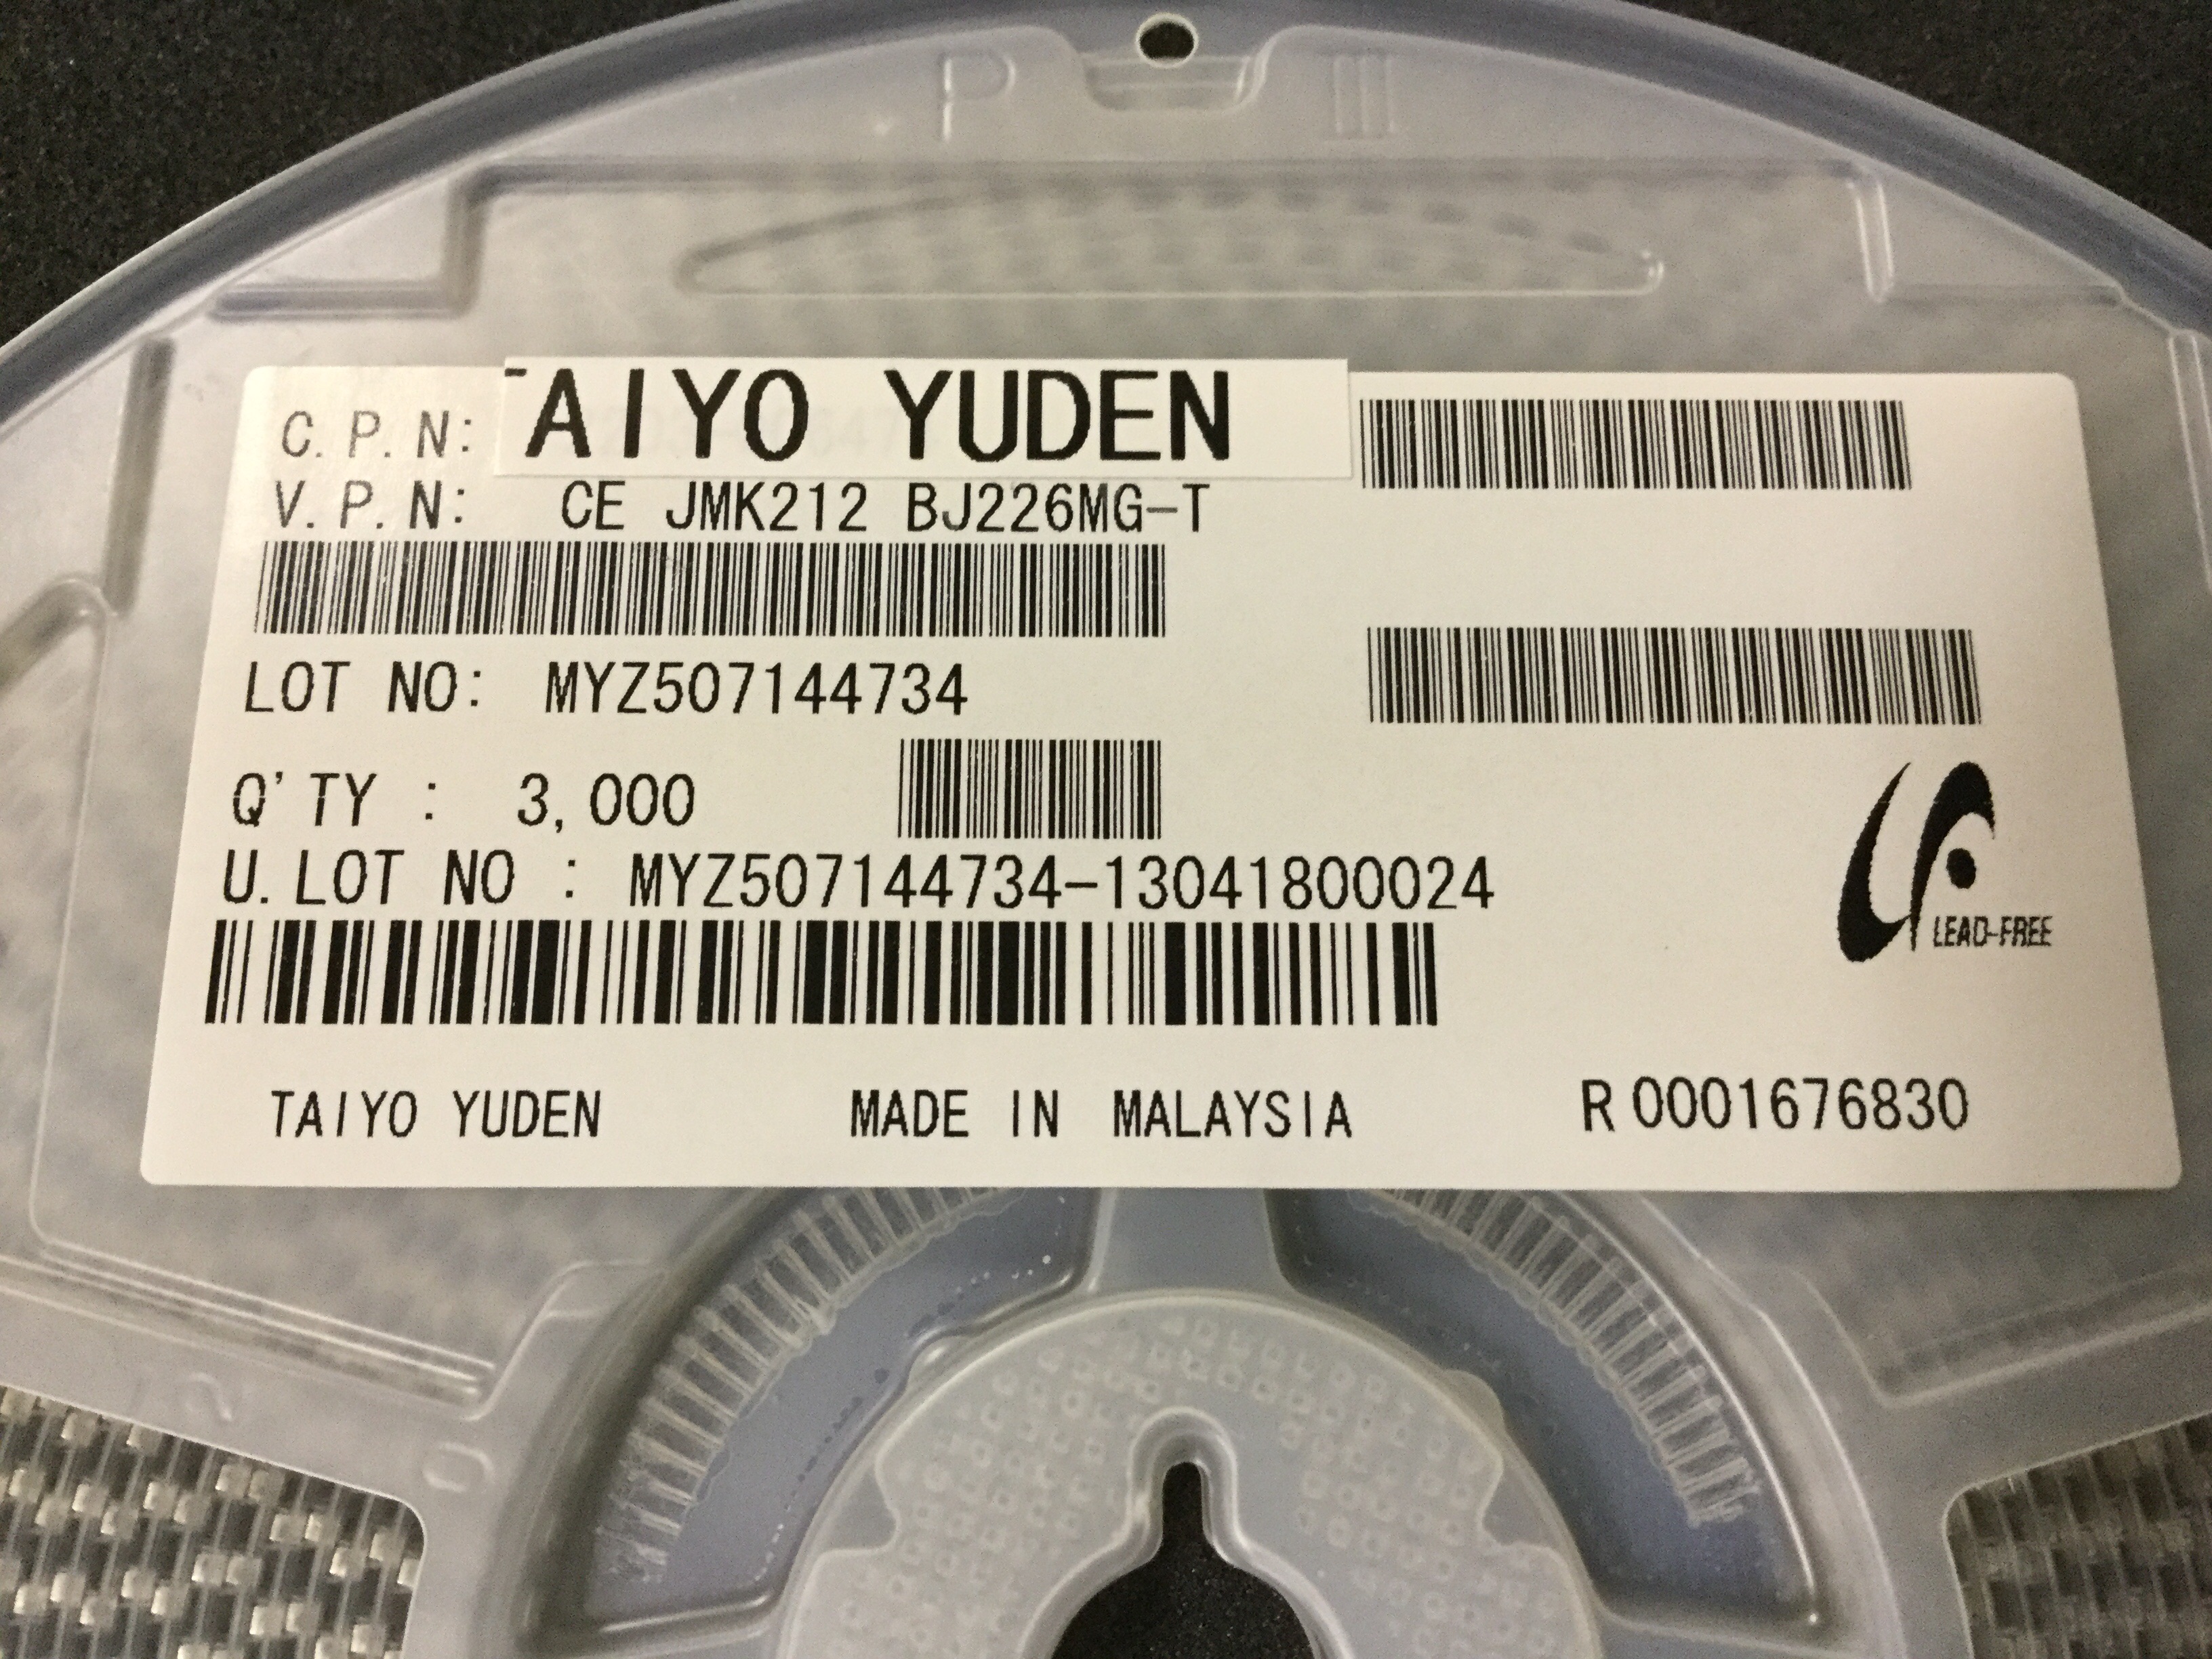 P
C.P.N: TAIYO YUDEN
V.P.N: CE JMK212 BJ226MG-T
LOT NO: MYZ507144734
Q'TY : 3,000
U.LOT NO : MYZ507144734-13041800024
LEAD-FREE
TAIYO YUDEN MADE IN MALAYSIA R 0001676830